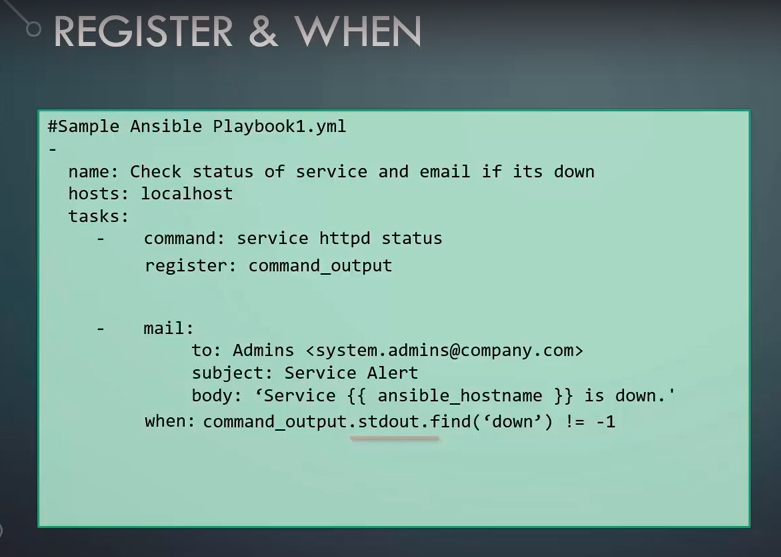 REGISTER & WHEN
#Sample Ansible Playbook1.yml
-
name: Check status of service and email if its down
hosts: localhost
tasks:
- command: service httpd status
register: command_output
- mail:
to: Admins <system.admins@company.com>
subject: Service Alert
body: ‘Service {{ ansible_hostname }} is down.'
when: command_output.stdout.find(‘down’) != -1